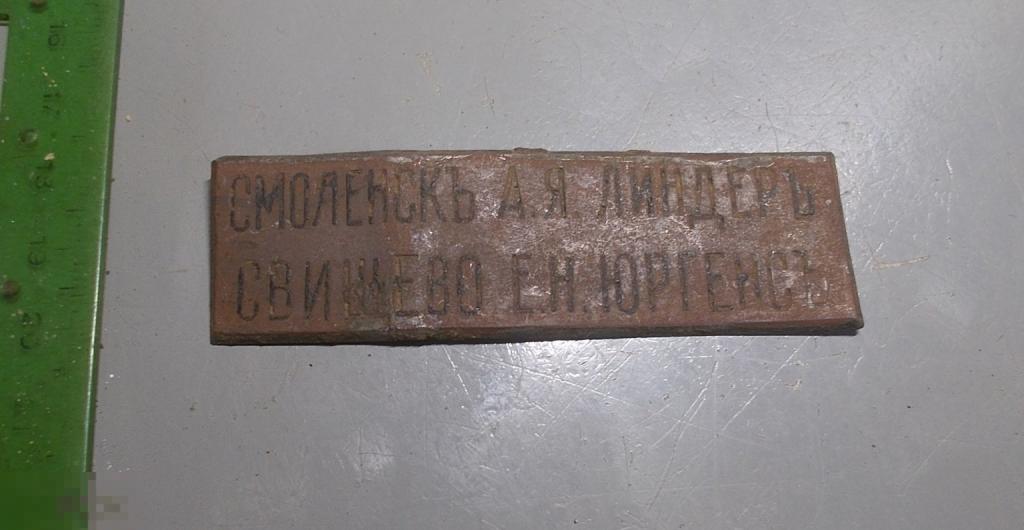 СМОЛЕНСКЪ А.Я. ЛИНДЕРЪ
СВИЩЕВО Е.Н.ЮРГЕНСЪ